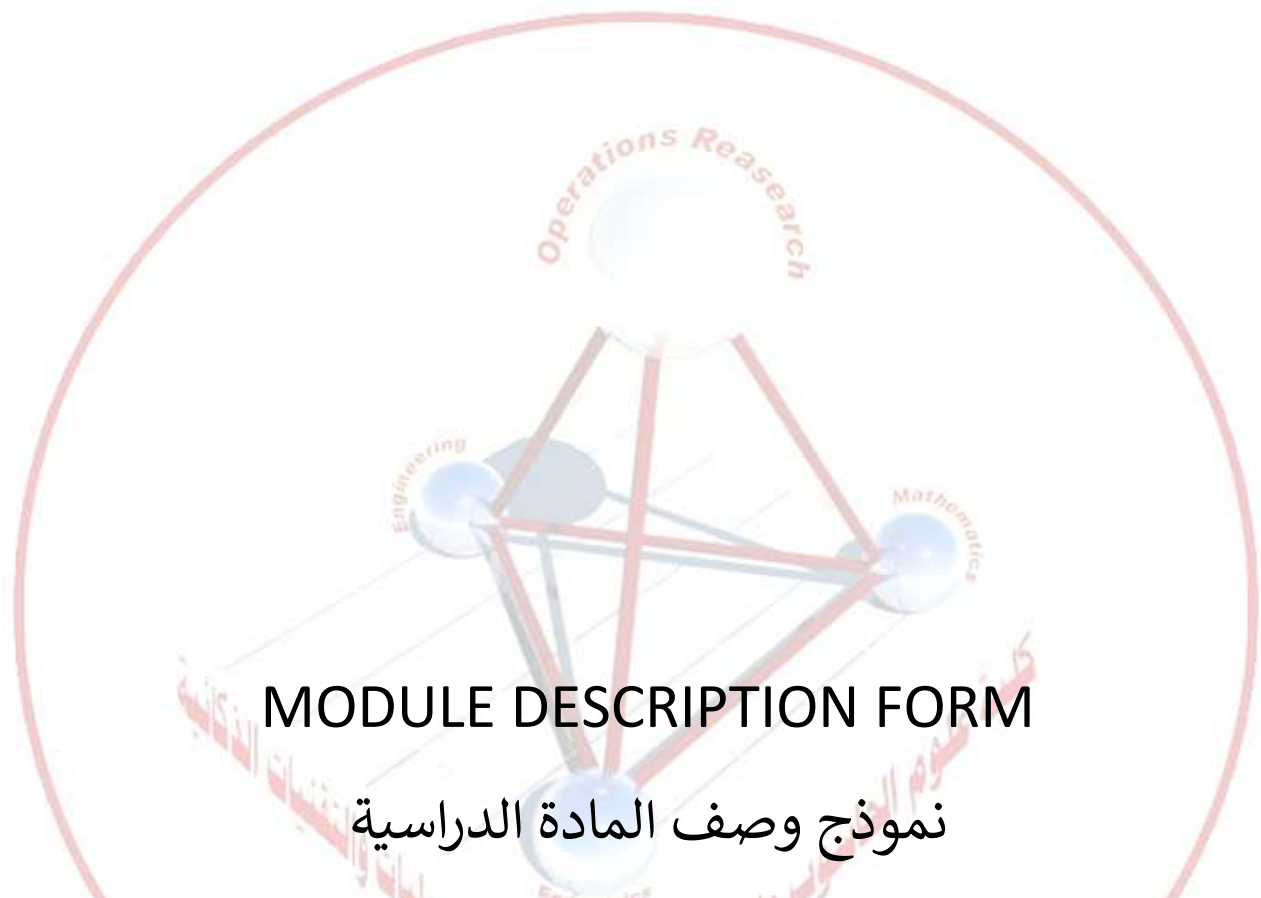 Operations Reasearch
Engineering
Mathematics
MODULE DESCRIPTION FORM
نموذج وصف المادة الدراسية